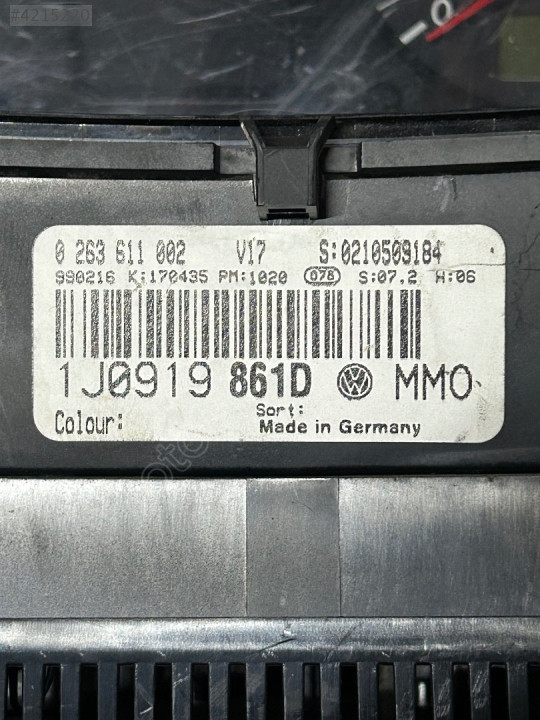 0 263 611 002 V17 S:0210509184
990216 K:170435 PM:1020 078 S:07.2 H:06
1J0919 861D MMO
Sort:
Colour: Made in Germany